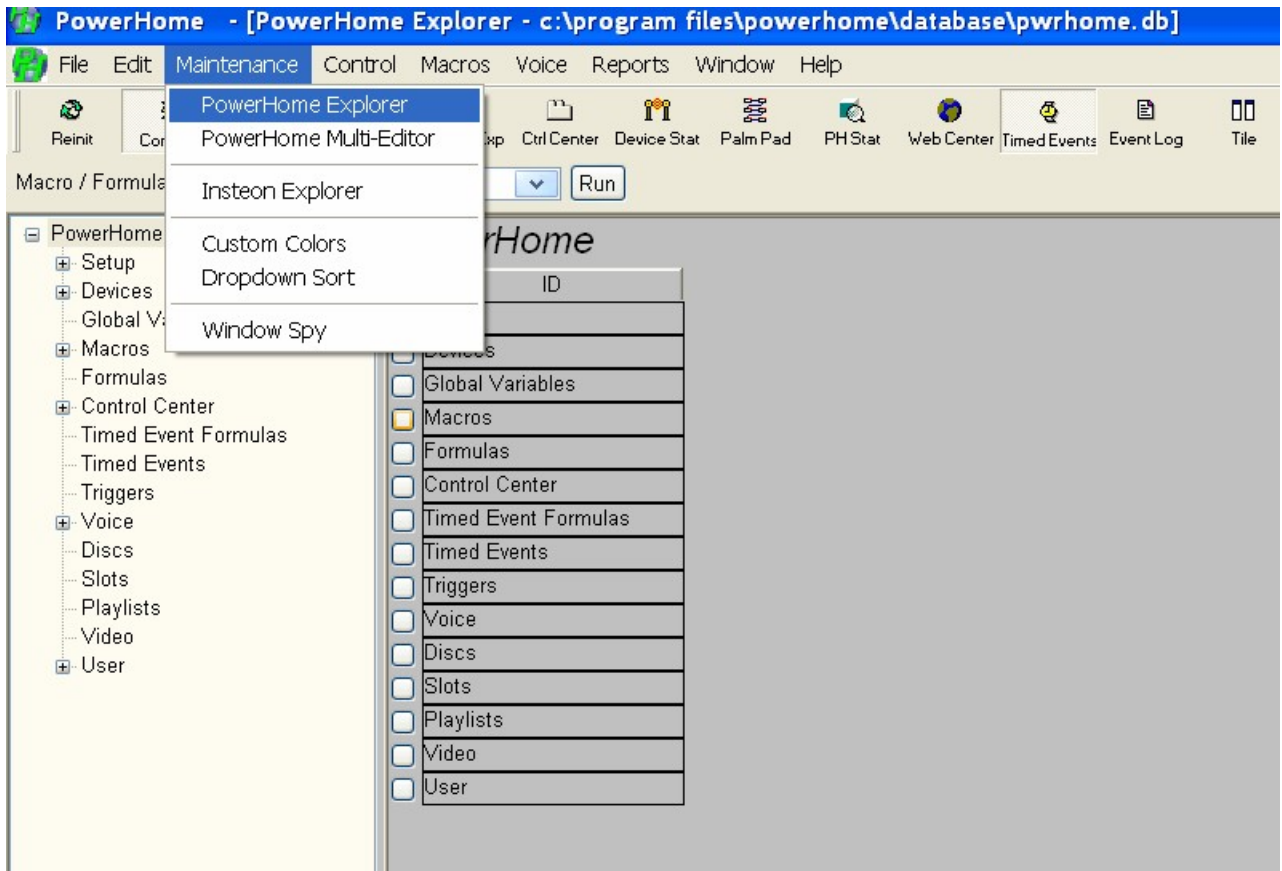 PowerHome - [PowerHome Explorer - c:\program files\powerhome\database\pwrhome.db]
File Edit Maintenance Control Macros Voice Reports Window Help
Reinit Ctrl Center Device Stat Palm Pad PH Stat Web Center Timed Events Event Log Tile
PowerHome Explorer
PowerHome Multi-Editor
Insteon Explorer
Custom Colors
Dropdown Sort
Window Spy
Macro / Formula Run
PowerHome
Setup
Devices
Global
Macros
Formulas
Control Center
Timed Event Formulas
Timed Events
Triggers
Voice
Discs
Slots
Playlists
Video
User
rHome
ID
Devices
Global Variables
Macros
Formulas
Control Center
Timed Event Formulas
Timed Events
Triggers
Voice
Discs
Slots
Playlists
Video
User